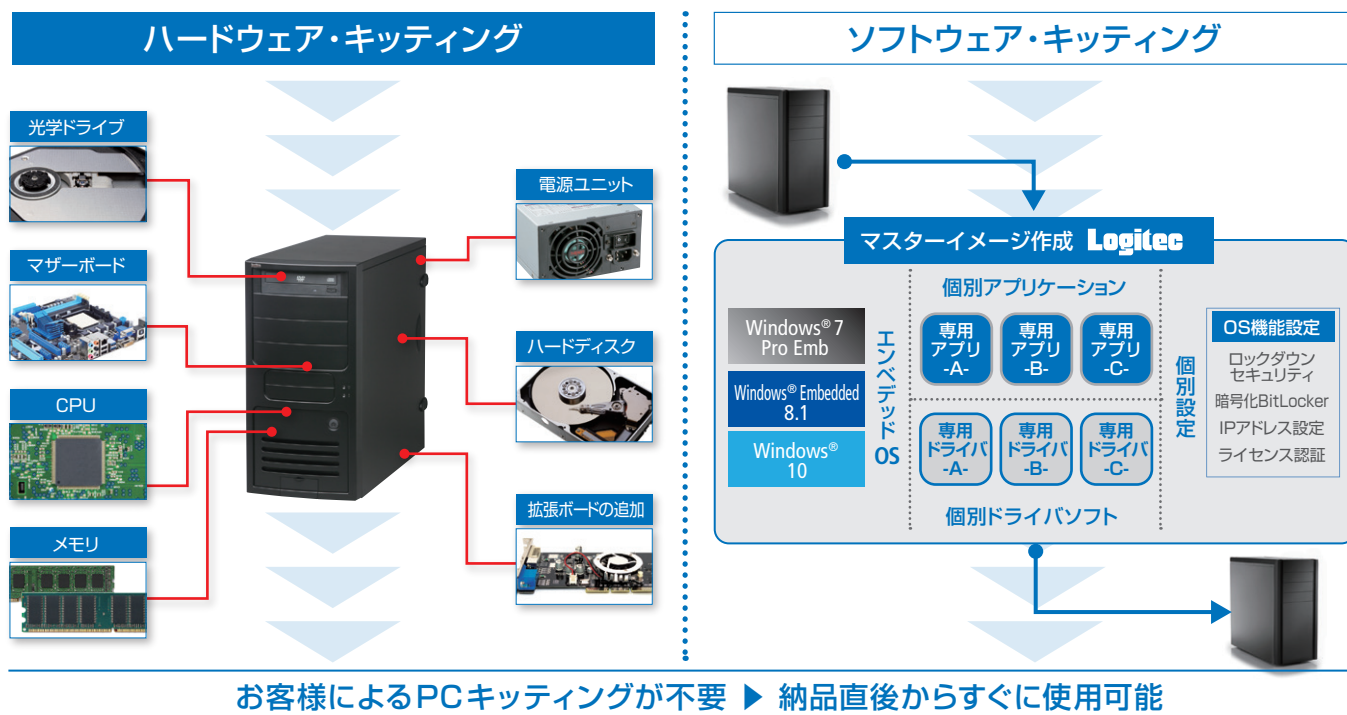 ハードウェア・キッティング
光学ドライブ
マザーボード
CPU
メモリ
電源ユニット
ハードディスク
拡張ボードの追加
ソフトウェア・キッティング
マスターイメージ作成 Logitec
Windows® 7
Pro Emb
Windows® Embedded
8.1
Windows®
10
エンベデッドOS
個別アプリケーション
専用
アプリ
-A-
専用
アプリ
-B-
専用
アプリ
-C-
専用
ドライバ
-A-
専用
ドライバ
-B-
専用
ドライバ
-C-
個別ドライバソフト
個別設定
OS機能設定
ロックダウン
セキュリティ
暗号化BitLocker
IPアドレス設定
ライセンス認証
お客様によるPCキッティングが不要 ▶ 納品直後からすぐに使用可能